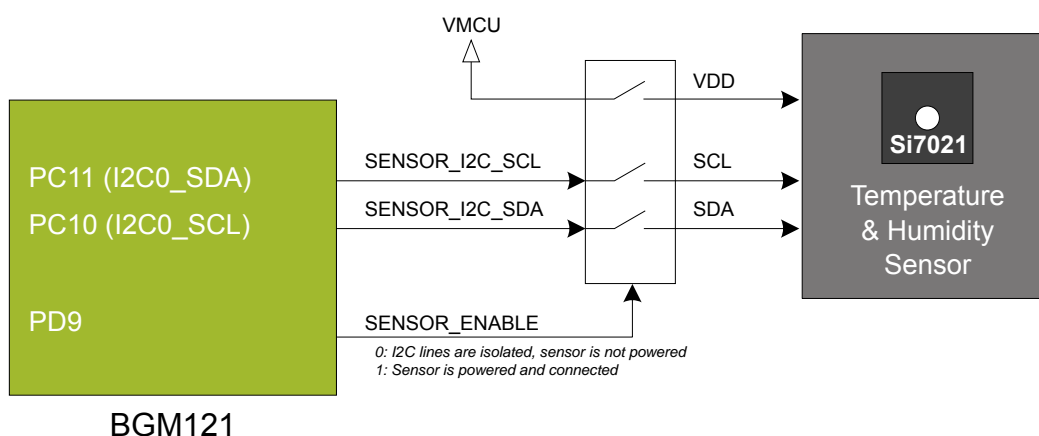 VMCU
VDD
Si7021
PC11 (I2C0_SDA)
SENSOR_I2C_SCL
SCL
PC10 (I2C0_SCL)
SENSOR_I2C_SDA
SDA
Temperature
& Humidity
Sensor
PD9
SENSOR_ENABLE
0: I2C lines are isolated, sensor is not powered
1: Sensor is powered and connected
BGM121